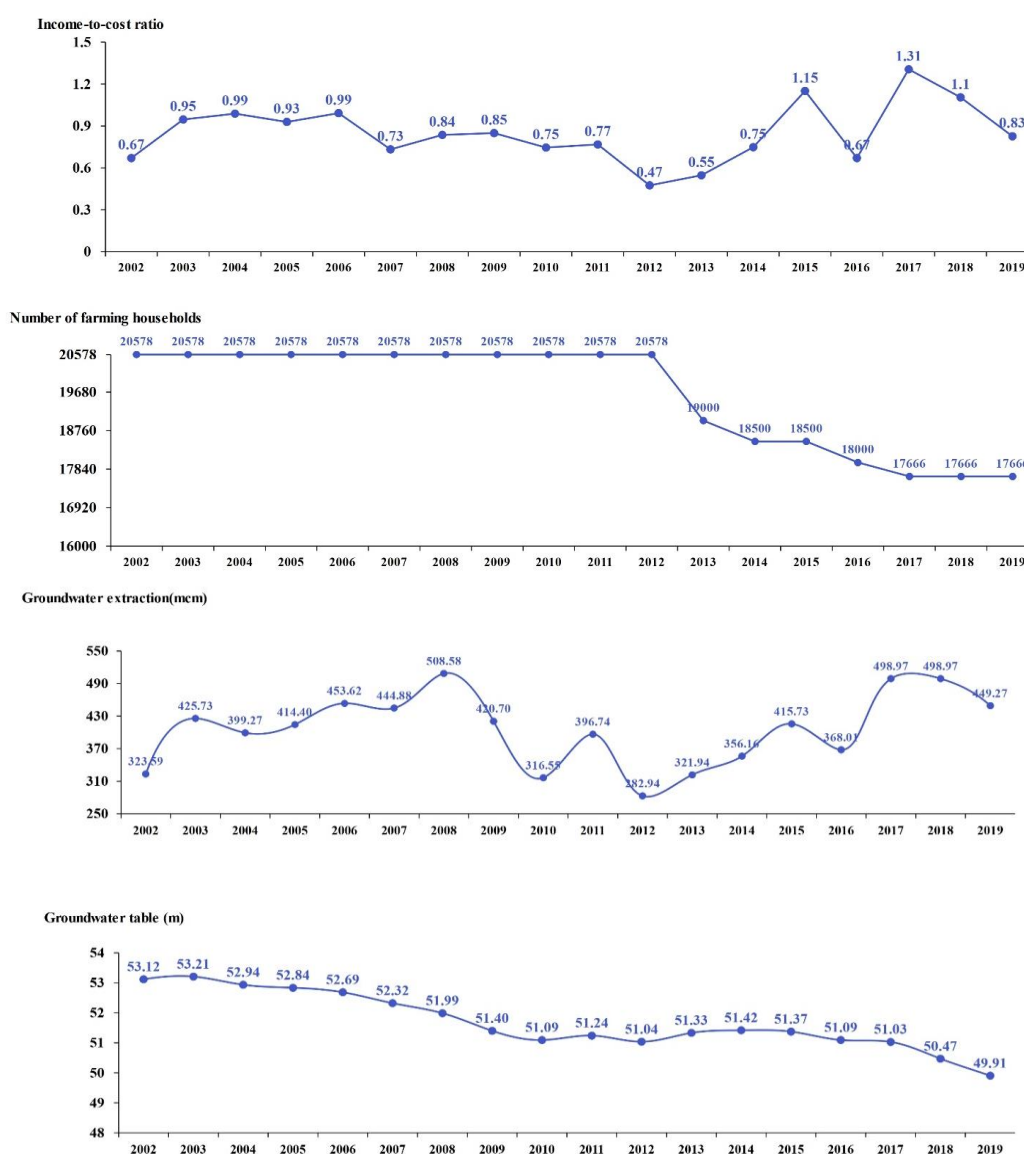 Income-to-cost ratio
1.5
1.2
0.9
0.6
0.3
0
0.67 0.95 0.99 0.93 0.99 0.73 0.84 0.85 0.75 0.77 0.47 0.55 0.75 1.15 0.67 1.31 1.1 0.83
2002 2003 2004 2005 2006 2007 2008 2009 2010 2011 2012 2013 2014 2015 2016 2017 2018 2019
Number of farming households
20578
19680
18760
17840
16920
16000
20578 20578 20578 20578 20578 20578 20578 20578 20578 20578 20578 19000 18500 18500 18000 17666 17666 17666
2002 2003 2004 2005 2006 2007 2008 2009 2010 2011 2012 2013 2014 2015 2016 2017 2018 2019
Groundwater extraction(mcm)
550
490
430
370
310
250
323.59 425.73 399.27 414.40 453.62 444.88 508.58 420.70 316.55 396.74 282.94 321.94 356.16 415.73 368.01 498.97 498.97 449.27
2002 2003 2004 2005 2006 2007 2008 2009 2010 2011 2012 2013 2014 2015 2016 2017 2018 2019
Groundwater table (m)
54
53
52
51
50
49
48
53.12 53.21 52.94 52.84 52.69 52.32 51.99 51.40 51.09 51.24 51.04 51.33 51.42 51.37 51.09 51.03 50.47 49.91
2002 2003 2004 2005 2006 2007 2008 2009 2010 2011 2012 2013 2014 2015 2016 2017 2018 2019